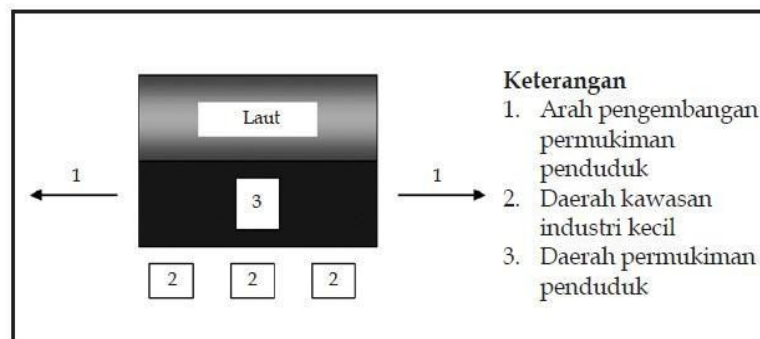 Laut
1
1
3
2
2
2
Keterangan
1. Arah pengembangan
permukiman
penduduk
2. Daerah kawasan
industri kecil
3. Daerah permukiman
penduduk